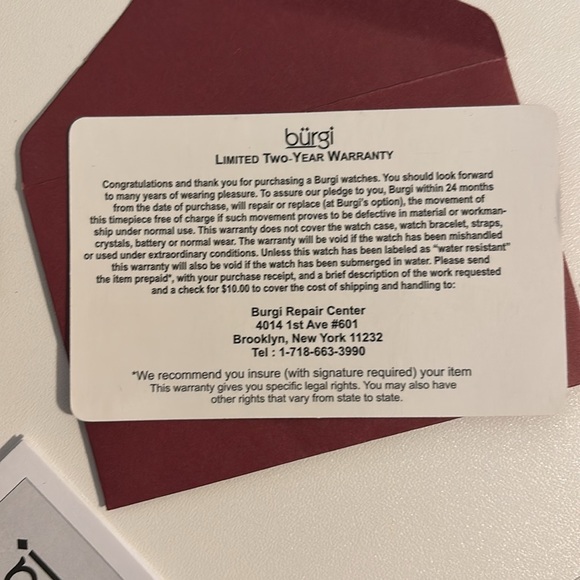 bürgi
LIMITED TWO-YEAR WARRANTY
Congratulations and thank you for purchasing a Burgi watches. You should look forward
to many years of wearing pleasure. To assure our pledge to you, Burgi within 24 months
from the date of purchase, will repair or replace (at Burgi's option), the movement of
this timepiece free of charge if such movement proves to be defective in material or workman-
ship under normal use. This warranty does not cover the watch case, watch bracelet, straps,
crystals, battery or normal wear. The warranty will be void if the watch has been mishandled
or used under extraordinary conditions. Unless this watch has been labeled as "water resistant"
this warranty will also be void if the watch has been submerged in water. Please send
the item prepaid*, with your purchase receipt, and a brief description of the work requested
and a check for $10.00 to cover the cost of shipping and handling to:
Burgi Repair Center
4014 1st Ave #601
Brooklyn, New York 11232
Tel : 1-718-663-3990
*We recommend you insure (with signature required) your item
This warranty gives you specific legal rights. You may also have
other rights that vary from state to state.